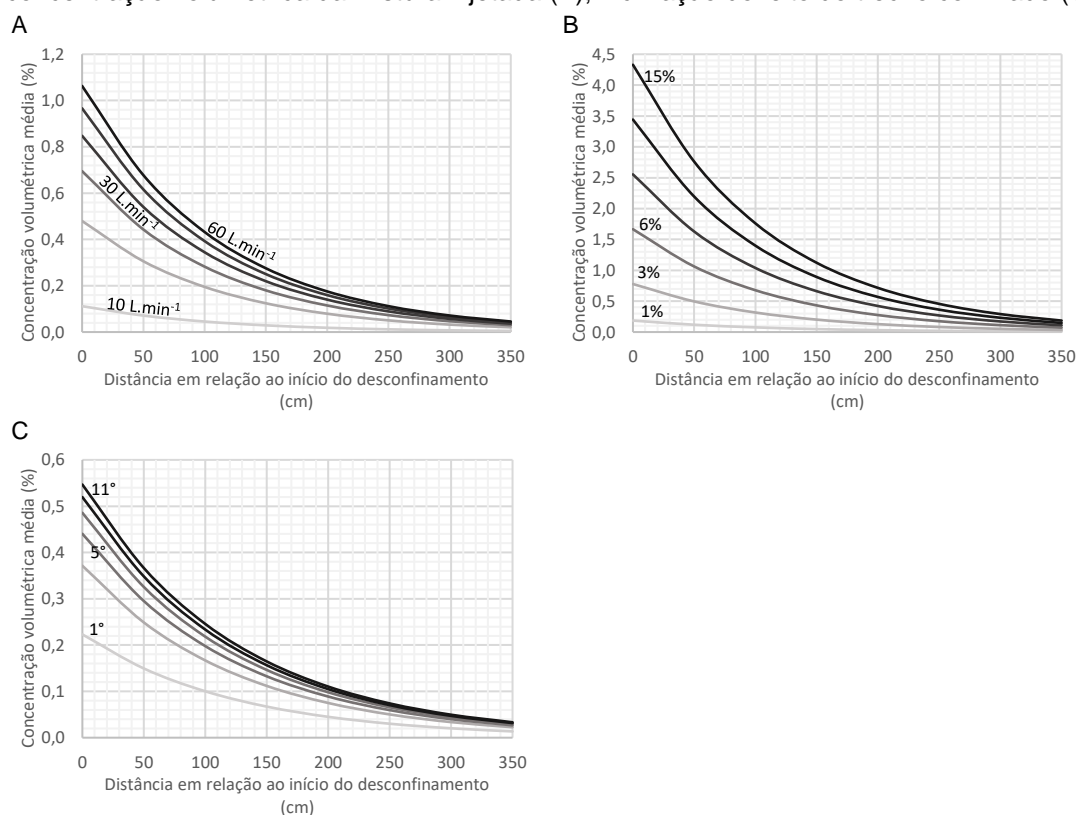 A
B
Concentração volumétrica média (%)
1,2
1,0
0,8
0,6
0,4
0,2
0,0
30 L.min-1
60 L.min-1
10 L.min-1
0 50 100 150 200 250 300 350
Distância em relação ao início do desconfinamento
(cm)
Concentração volumétrica média (%)
4,5
4,0
3,5
3,0
2,5
2,0
1,5
1,0
0,5
0,0
15%
6%
3%
1%
0 50 100 150 200 250 300 350
Distância em relação ao início do desconfinamento
(cm)
C
Concentração volumétrica média (%)
0,6
0,5
0,4
0,3
0,2
0,1
0,0
11°
5°
1°
0 50 100 150 200 250 300 350
Distância em relação ao início do desconfinamento
(cm)